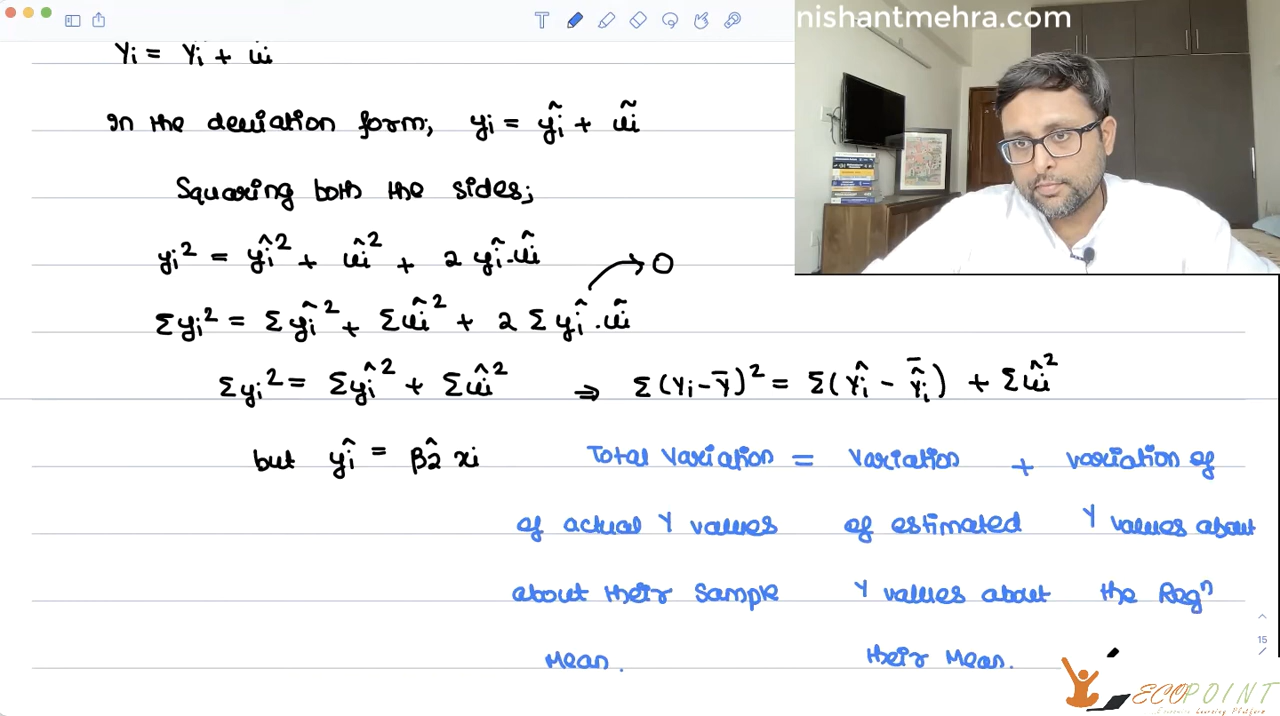 nishantmehra.com
Yi = Ŷi + ûi
In the deviation form, yi = ŷi + ûi
Squaring both the sides;
yi² = ŷi² + ûi² + 2 ŷi.ûi
→ 0
Σyi² = Σŷi² + Σûi² + 2 Σŷi.ûi
Σyi² = Σŷi² + Σûi² ⇒ Σ(Yi - Ȳ)² = Σ(Ŷi - Ŷ̄i) + Σûi²
but ŷi = β̂2 xi
Total Variation = Variation + variation of
of actual Y values of estimated Y values about
about their Sample Y values about the Regⁿ
Mean. their Mean.
15
ECOPOINT